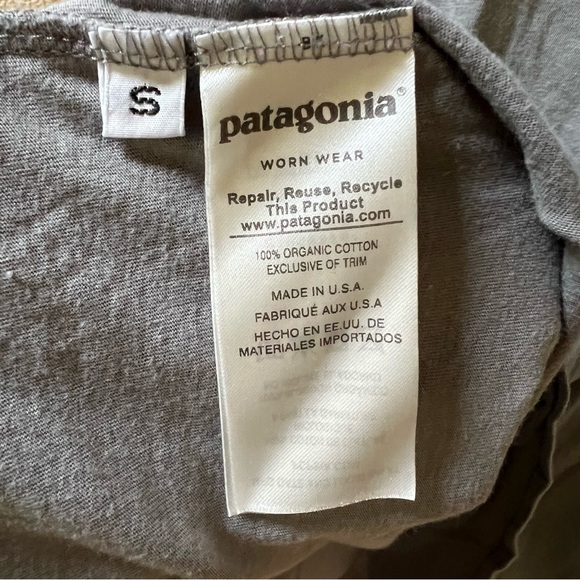 S
patagonia®
WORN WEAR
Repair, Reuse, Recycle
This Product
www.patagonia.com
100% ORGANIC COTTON
EXCLUSIVE OF TRIM
MADE IN U.S.A.
FABRIQUÉ AUX U.S.A
HECHO EN EE.UU. DE
MATERIALES IMPORTADOS